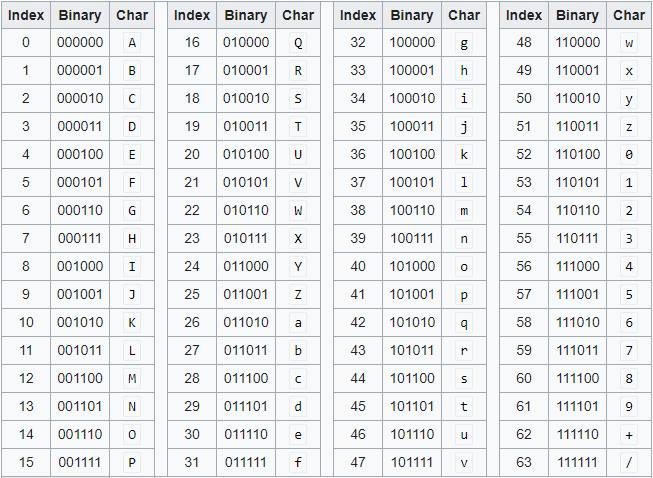 Index Binary Char Index Binary Char Index Binary Char Index Binary Char
0 000000 A 16 010000 Q 32 100000 g 48 110000 w
1 000001 B 17 010001 R 33 100001 h 49 110001 x
2 000010 C 18 010010 S 34 100010 i 50 110010 y
3 000011 D 19 010011 T 35 100011 j 51 110011 z
4 000100 E 20 010100 U 36 100100 k 52 110100 0
5 000101 F 21 010101 V 37 100101 l 53 110101 1
6 000110 G 22 010110 W 38 100110 m 54 110110 2
7 000111 H 23 010111 X 39 100111 n 55 110111 3
8 001000 I 24 011000 Y 40 101000 o 56 111000 4
9 001001 J 25 011001 Z 41 101001 p 57 111001 5
10 001010 K 26 011010 a 42 101010 q 58 111010 6
11 001011 L 27 011011 b 43 101011 r 59 111011 7
12 001100 M 28 011100 c 44 101100 s 60 111100 8
13 001101 N 29 011101 d 45 101101 t 61 111101 9
14 001110 O 30 011110 e 46 101110 u 62 111110 +
15 001111 P 31 011111 f 47 101111 v 63 111111 /